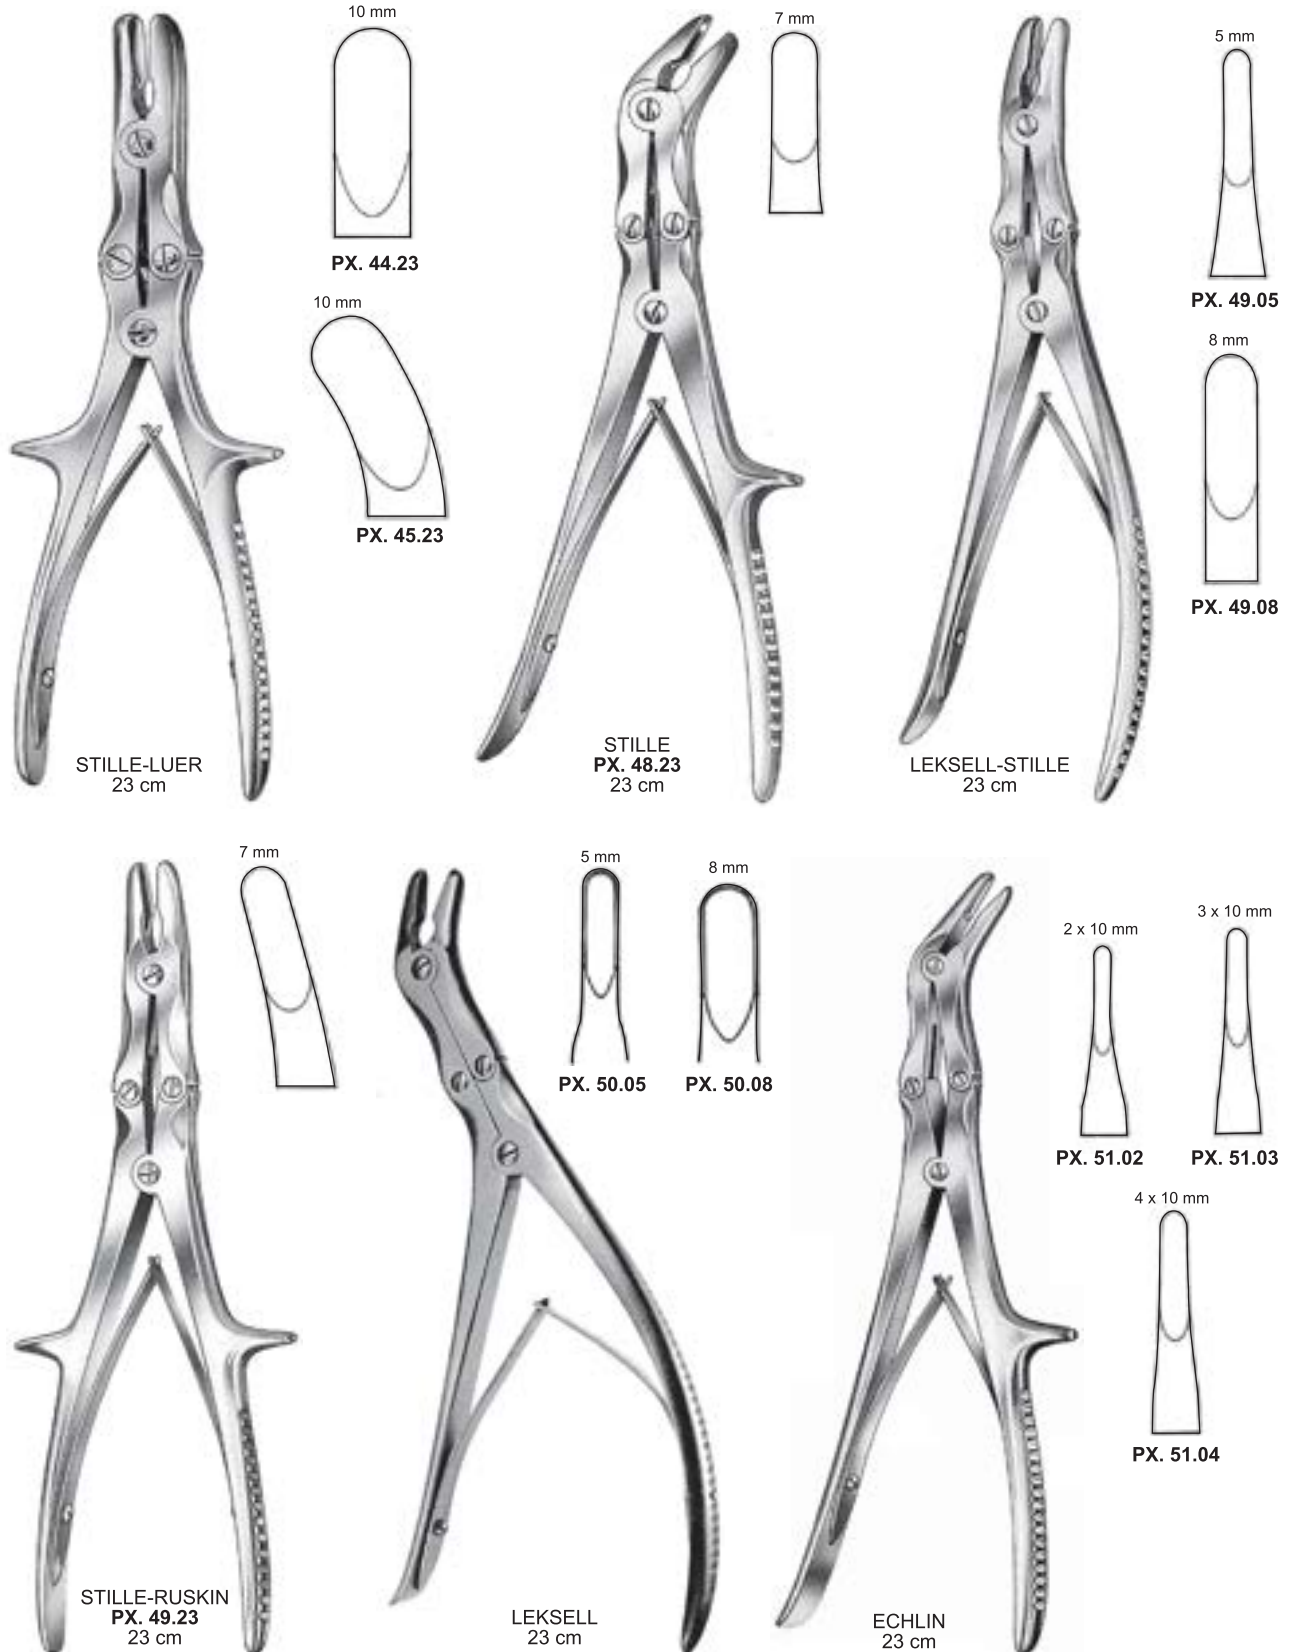 10 mm
PX. 44.23
10 mm
PX. 45.23
STILLE-LUER
23 cm
7 mm
STILLE
PX. 48.23
23 cm
5 mm
PX. 49.05
8 mm
PX. 49.08
LEKSELL-STILLE
23 cm
7 mm
STILLE-RUSKIN
PX. 49.23
23 cm
5 mm
PX. 50.05
8 mm
PX. 50.08
LEKSELL
23 cm
2 x 10 mm
PX. 51.02
3 x 10 mm
PX. 51.03
4 x 10 mm
PX. 51.04
ECHLIN
23 cm